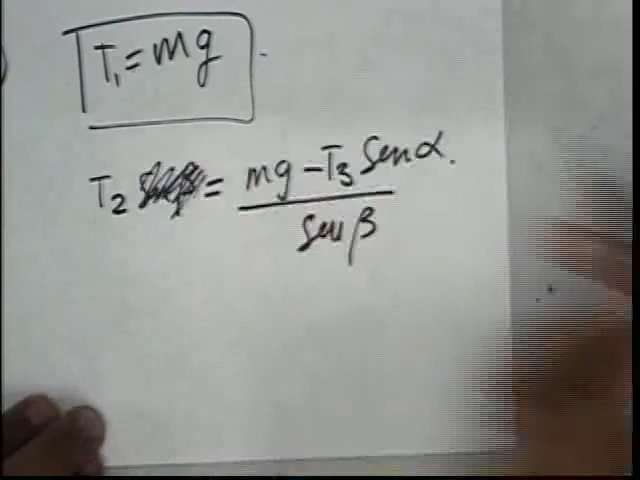 T₁ = mg
T₂ = mg - T₃ Sen α.
Sen β